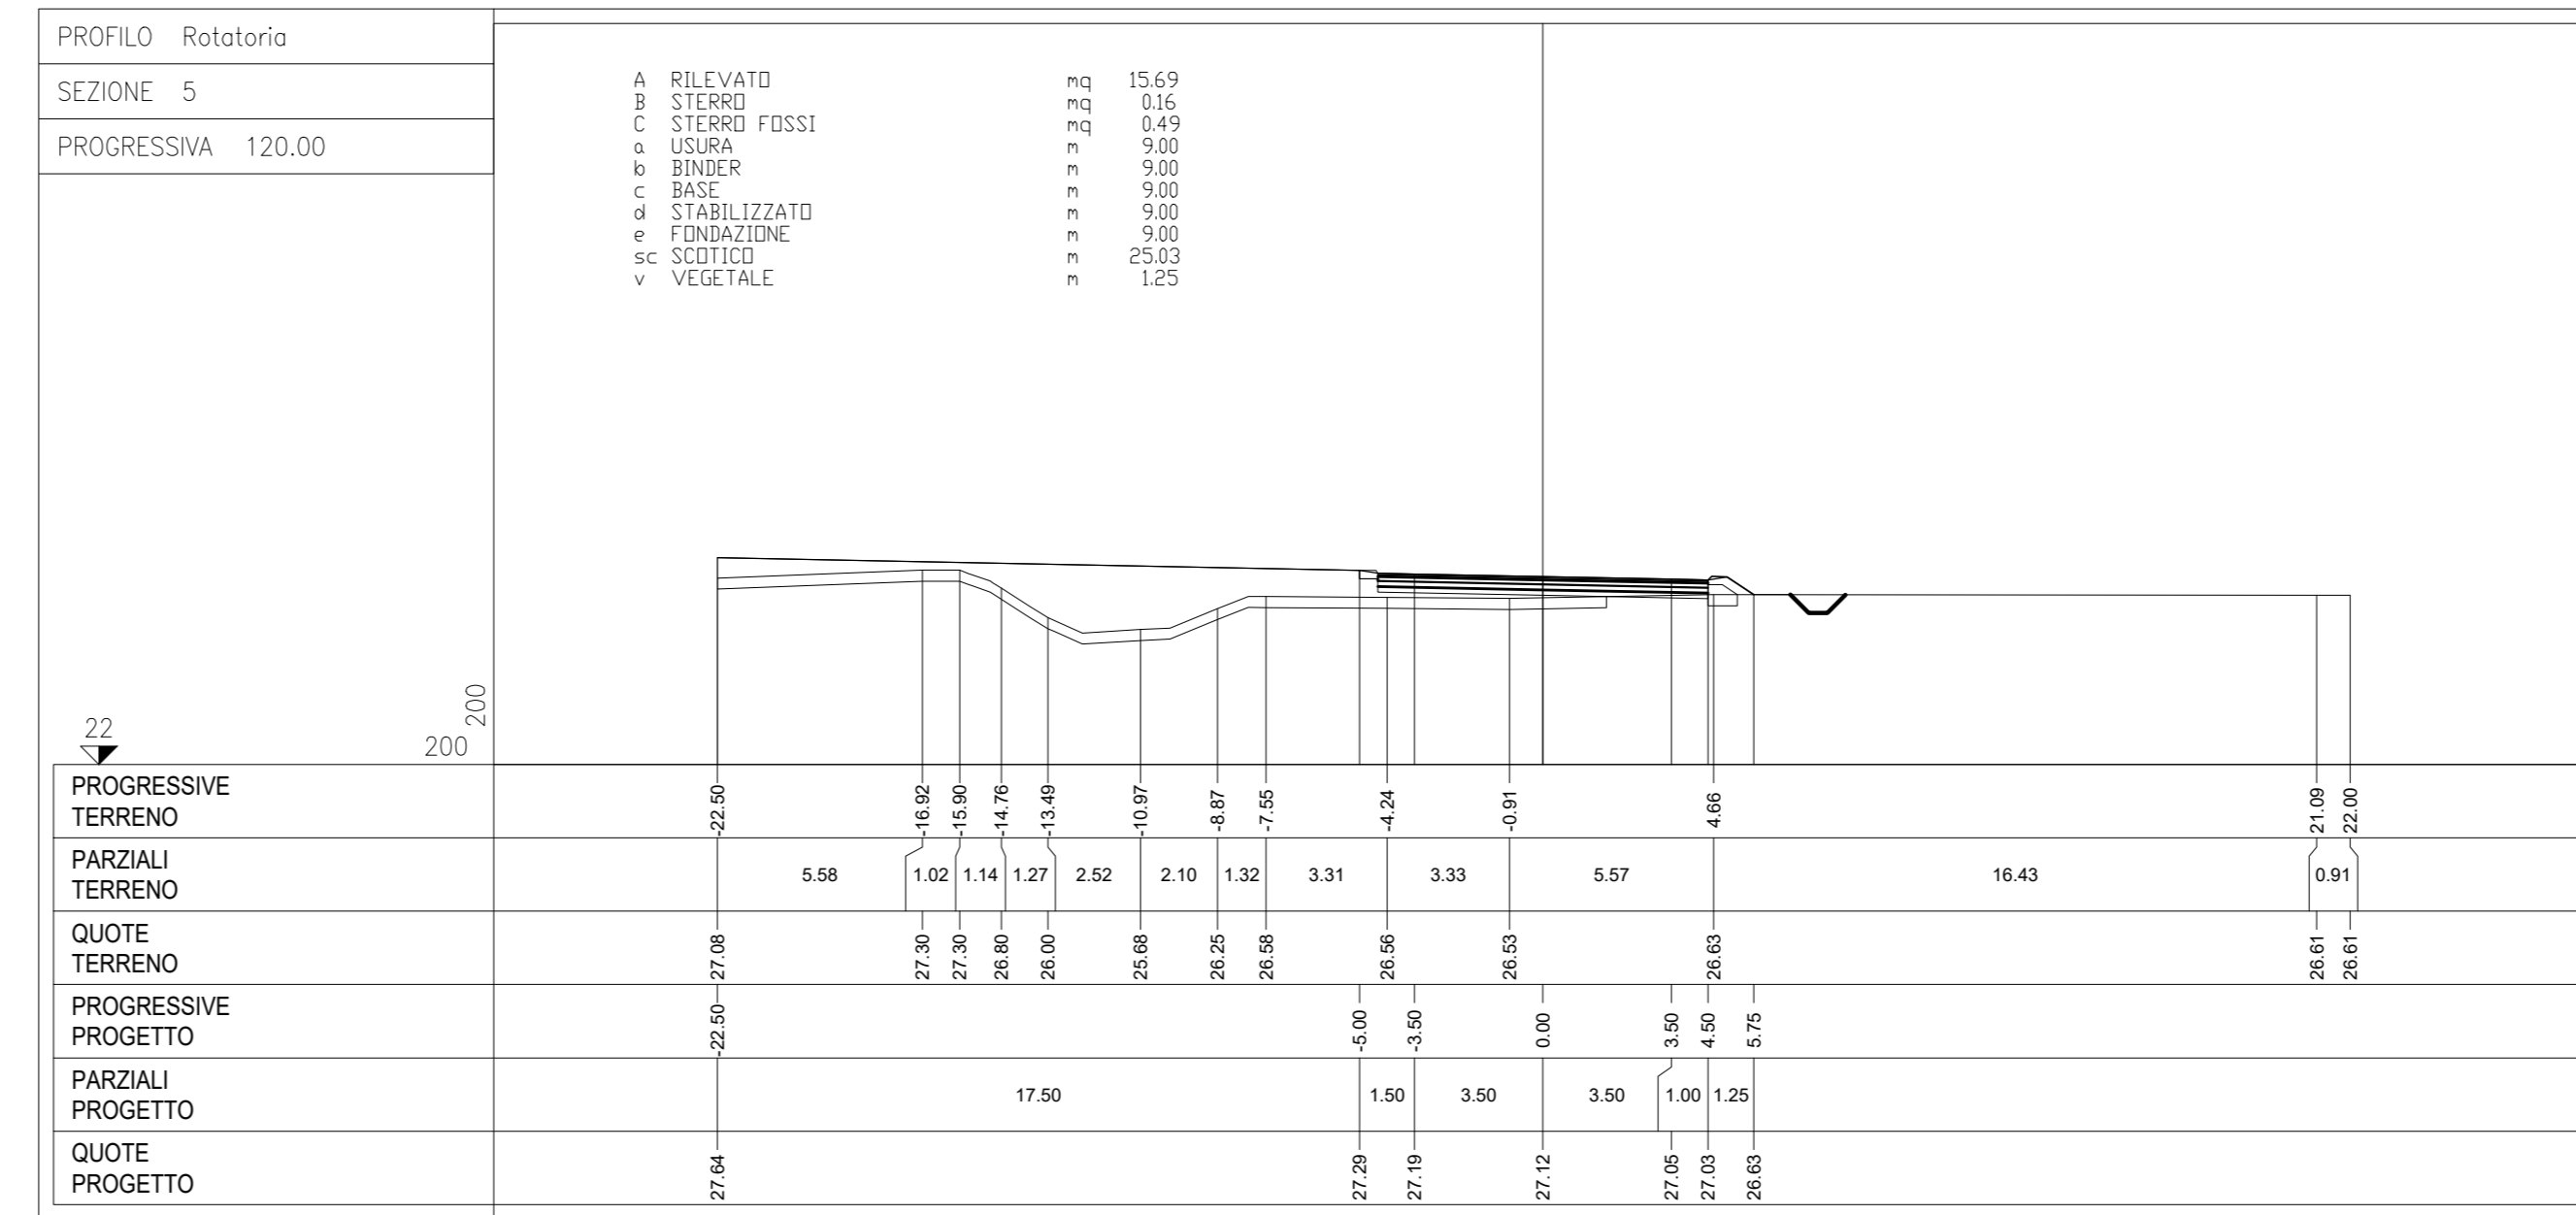 PROFILO Rotatoria
SEZIONE 5
PROGRESSIVA 120.00
A RILEVATO mq 15.69
B STERRO mq 0.16
C STERRO FOSSI mq 0.49
a USURA m 9.00
b BINDER m 9.00
c BASE m 9.00
d STABILIZZATO m 9.00
e FONDAZIONE m 9.00
sc SCOTICO m 25.03
v VEGETALE m 1.25
200
22
200
PROGRESSIVE
TERRENO
-22.50 -16.92 -15.90 -14.76 -13.49 -10.97 -8.87 -7.55 -4.24 -0.91 4.66 21.09 22.00
PARZIALI
TERRENO
5.58 1.02 1.14 1.27 2.52 2.10 1.32 3.31 3.33 5.57 16.43 0.91
QUOTE
TERRENO
27.08 27.30 27.30 26.80 26.00 25.68 26.25 26.58 26.56 26.53 26.63 26.61 26.61
PROGRESSIVE
PROGETTO
-22.50 -5.00 -3.50 0.00 3.50 4.50 5.75
PARZIALI
PROGETTO
17.50 1.50 3.50 3.50 1.00 1.25
QUOTE
PROGETTO
27.64 27.29 27.19 27.12 27.05 27.03 26.63